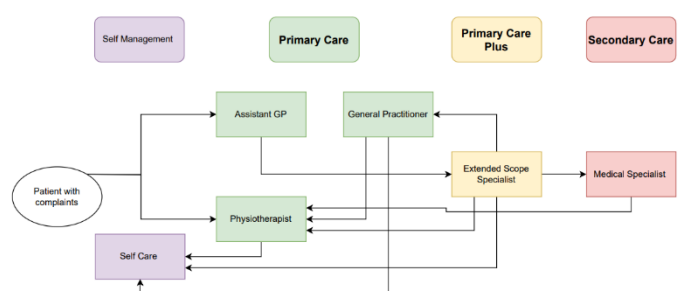 Self Management
Primary Care
Primary Care
Plus
Secondary Care
Assistant GP
General Practitioner
Patient with
complaints
Extended Scope
Specialist
Medical Specialist
Physiotherapist
Self Care